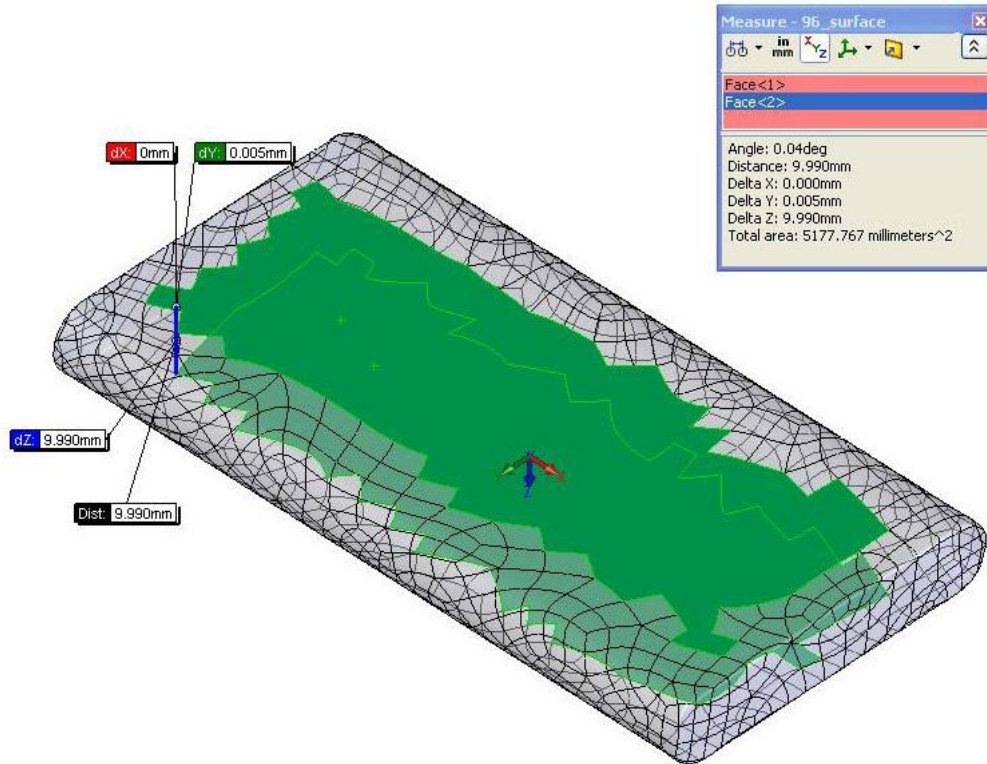 Measure - 96_surface
in
mm
X
Y
Z
Face<1>
Face<2>
Angle: 0.04deg
Distance: 9.990mm
Delta X: 0.000mm
Delta Y: 0.005mm
Delta Z: 9.990mm
Total area: 5177.767 millimeters^2
dX: 0mm
dY: 0.005mm
dZ: 9.990mm
Dist: 9.990mm
X
Z